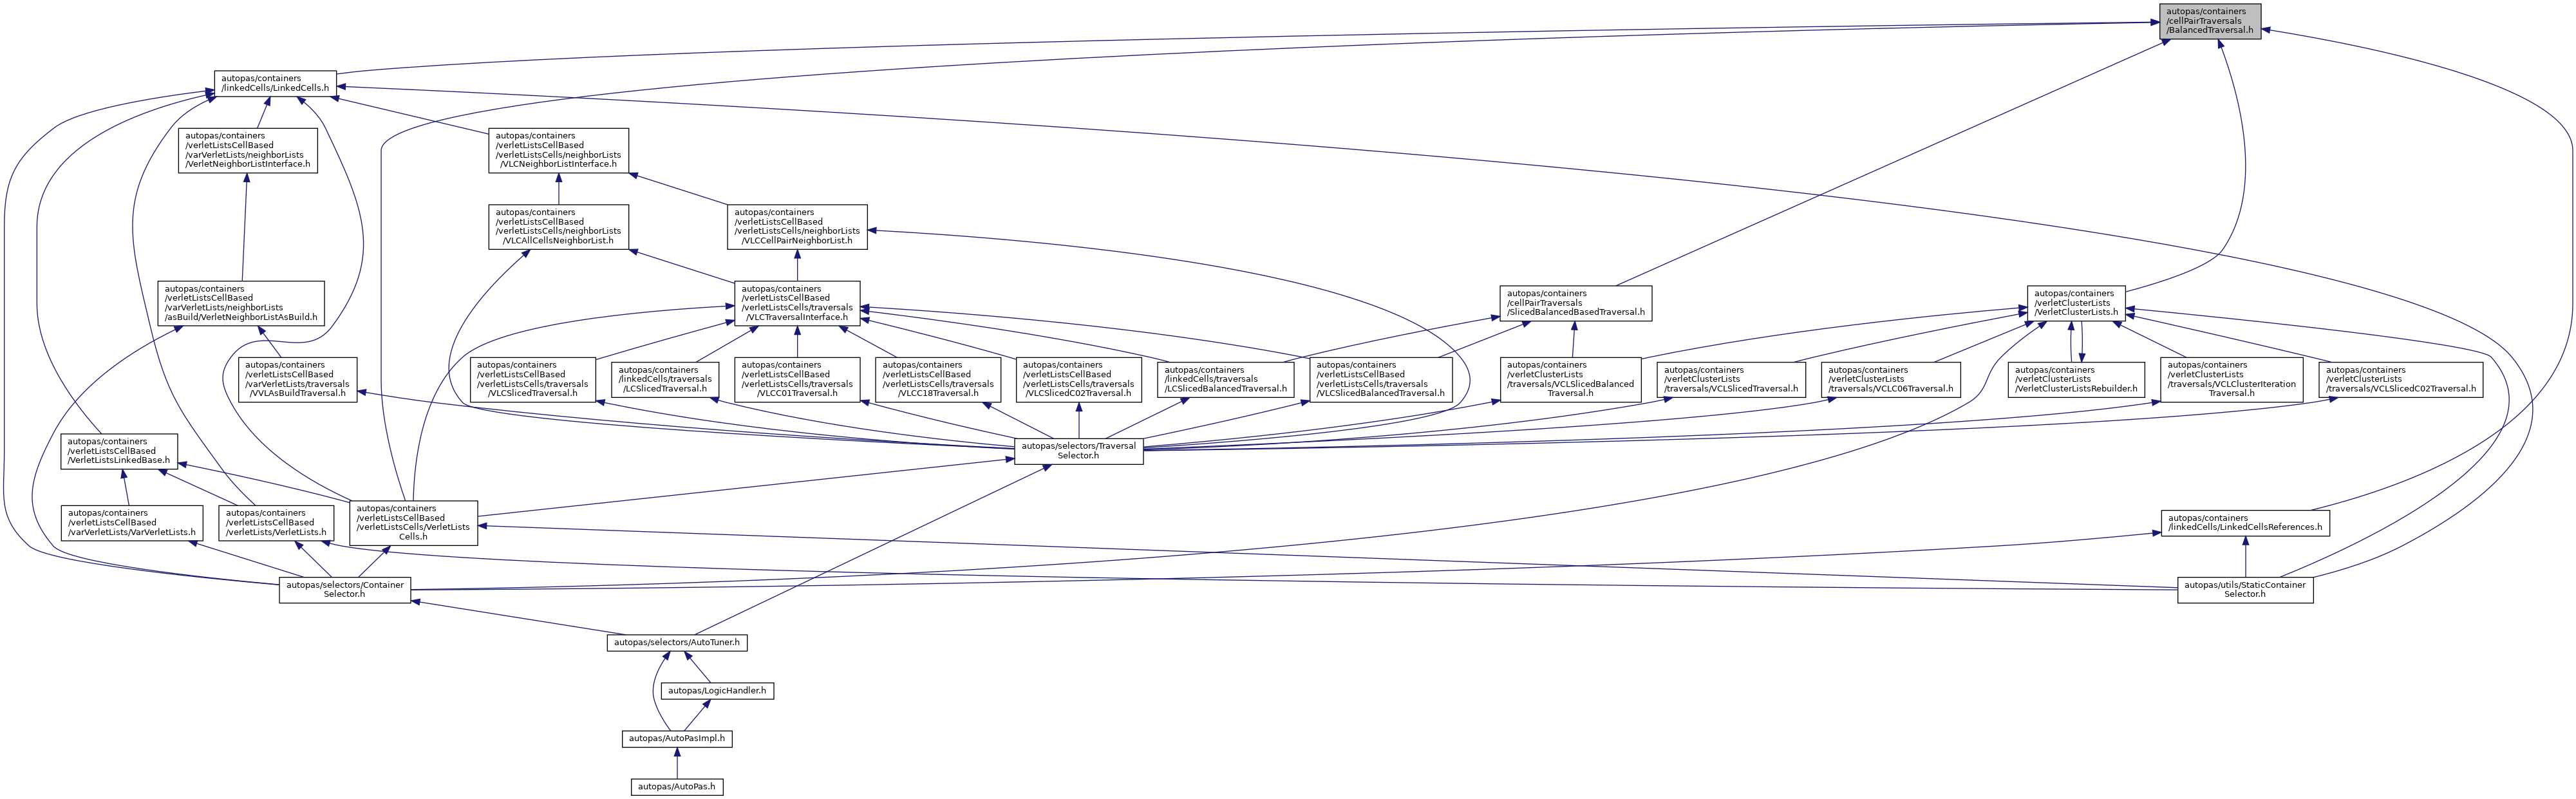 autopas/containers
/cellPairTraversals
/BalancedTraversal.h
autopas/containers
/linkedCells/LinkedCells.h
autopas/containers
/verletListsCellBased
/varVerletLists/neighborLists
/VerletNeighborListInterface.h
autopas/containers
/verletListsCellBased
/verletListsCells/neighborLists
/VLCNeighborListInterface.h
autopas/containers
/verletListsCellBased
/verletListsCells/neighborLists
/VLCAllCellsNeighborList.h
autopas/containers
/verletListsCellBased
/verletListsCells/neighborLists
/VLCCellPairNeighborList.h
autopas/containers
/verletListsCellBased
/varVerletLists/neighborLists
/asBuild/VerletNeighborListAsBuild.h
autopas/containers
/verletListsCellBased
/verletListsCells/traversals
/VLCTraversalInterface.h
autopas/containers
/cellPairTraversals
/SlicedBalancedBasedTraversal.h
autopas/containers
/verletClusterLists
/VerletClusterLists.h
autopas/containers
/verletListsCellBased
/varVerletLists/traversals
/VVLAsBuildTraversal.h
autopas/containers
/verletListsCellBased
/verletListsCells/traversals
/VLCSlicedTraversal.h
autopas/containers
/linkedCells/traversals
/LCSlicedTraversal.h
autopas/containers
/verletListsCellBased
/verletListsCells/traversals
/VLCC01Traversal.h
autopas/containers
/verletListsCellBased
/verletListsCells/traversals
/VLCC18Traversal.h
autopas/containers
/verletListsCellBased
/verletListsCells/traversals
/VLCSlicedC02Traversal.h
autopas/containers
/linkedCells/traversals
/LCSlicedBalancedTraversal.h
autopas/containers
/verletListsCellBased
/verletListsCells/traversals
/VLCSlicedBalancedTraversal.h
autopas/containers
/verletClusterLists
/traversals/VCLSlicedBalanced
Traversal.h
autopas/containers
/verletClusterLists
/traversals/VCLSlicedTraversal.h
autopas/containers
/verletClusterLists
/traversals/VCLC06Traversal.h
autopas/containers
/verletClusterLists
/VerletClusterListsRebuilder.h
autopas/containers
/verletClusterLists
/traversals/VCLClusterIteration
Traversal.h
autopas/containers
/verletClusterLists
/traversals/VCLSlicedC02Traversal.h
autopas/containers
/verletListsCellBased
/VerletListsLinkedBase.h
autopas/selectors/Traversal
Selector.h
autopas/containers
/verletListsCellBased
/varVerletLists/VarVerletLists.h
autopas/containers
/verletListsCellBased
/verletLists/VerletLists.h
autopas/containers
/verletListsCellBased
/verletListsCells/VerletLists
Cells.h
autopas/containers
/linkedCells/LinkedCellsReferences.h
autopas/selectors/Container
Selector.h
autopas/utils/StaticContainer
Selector.h
autopas/selectors/AutoTuner.h
autopas/LogicHandler.h
autopas/AutoPasImpl.h
autopas/AutoPas.h